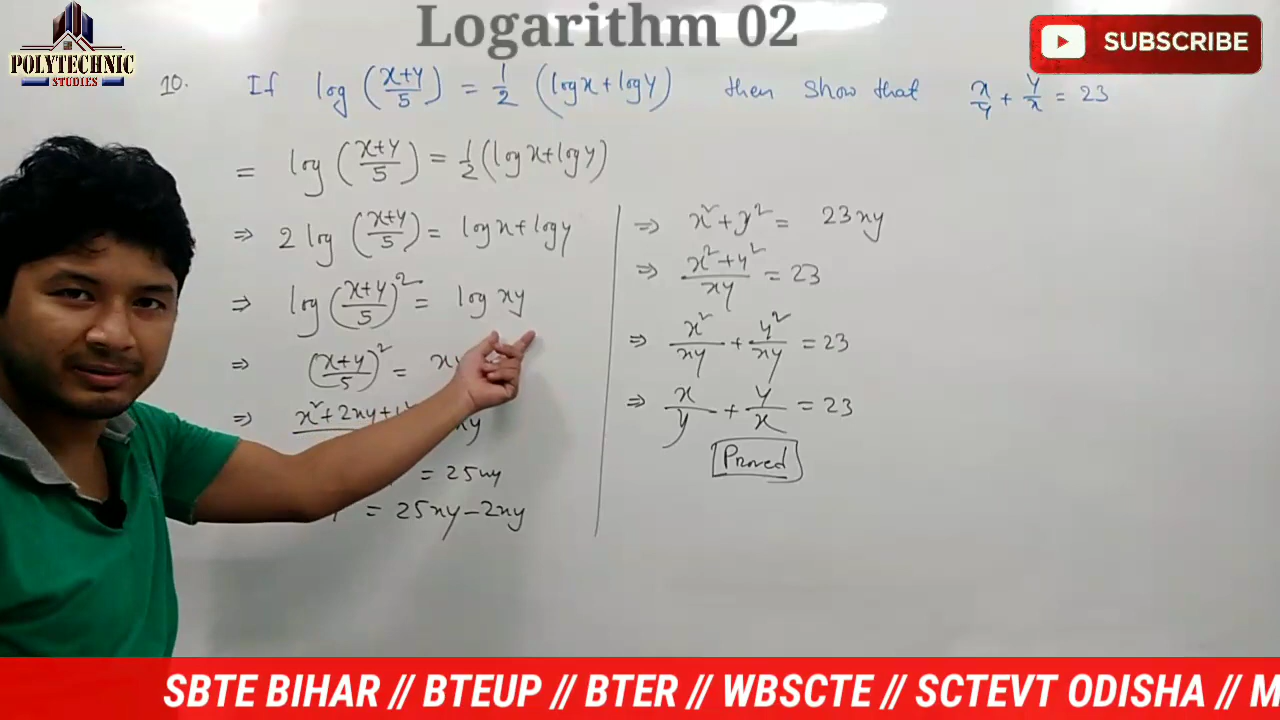 Logarithm 02
POLYTECHNIC
STUDIES
SUBSCRIBE
10. If log ((x+y)/5) = 1/2 (log x + log y) then show that x/y + y/x = 23
= log ((x+y)/5) = 1/2 (log x + log y)
⇒ 2 log ((x+y)/5) = log x + log y
⇒ log ((x+y)/5)² = log xy
⇒ ((x+y)/5)² =
⇒ x² + 2xy +
= 25xy
= 25xy - 2xy
⇒ x² + y² = 23xy
⇒ (x² + y²)/xy = 23
⇒ x²/xy + y²/xy = 23
⇒ x/y + y/x = 23
Proved
SBTE BIHAR // BTEUP // BTER // WBSCTE // SCTEVT ODISHA //